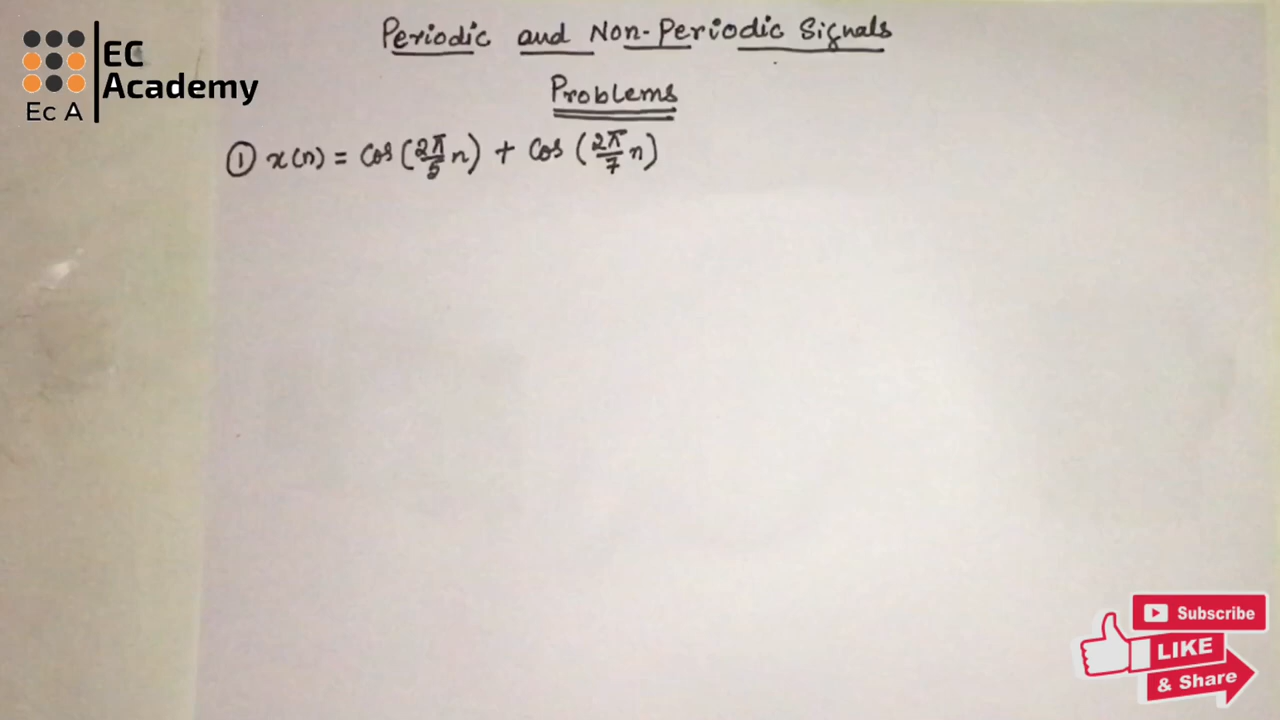 Periodic and Non-Periodic Signals
Problems
① x(n) = Cos(2π/5 n) + Cos(2π/7 n)
EC
Academy
Ec A
Subscribe
LIKE
& Share